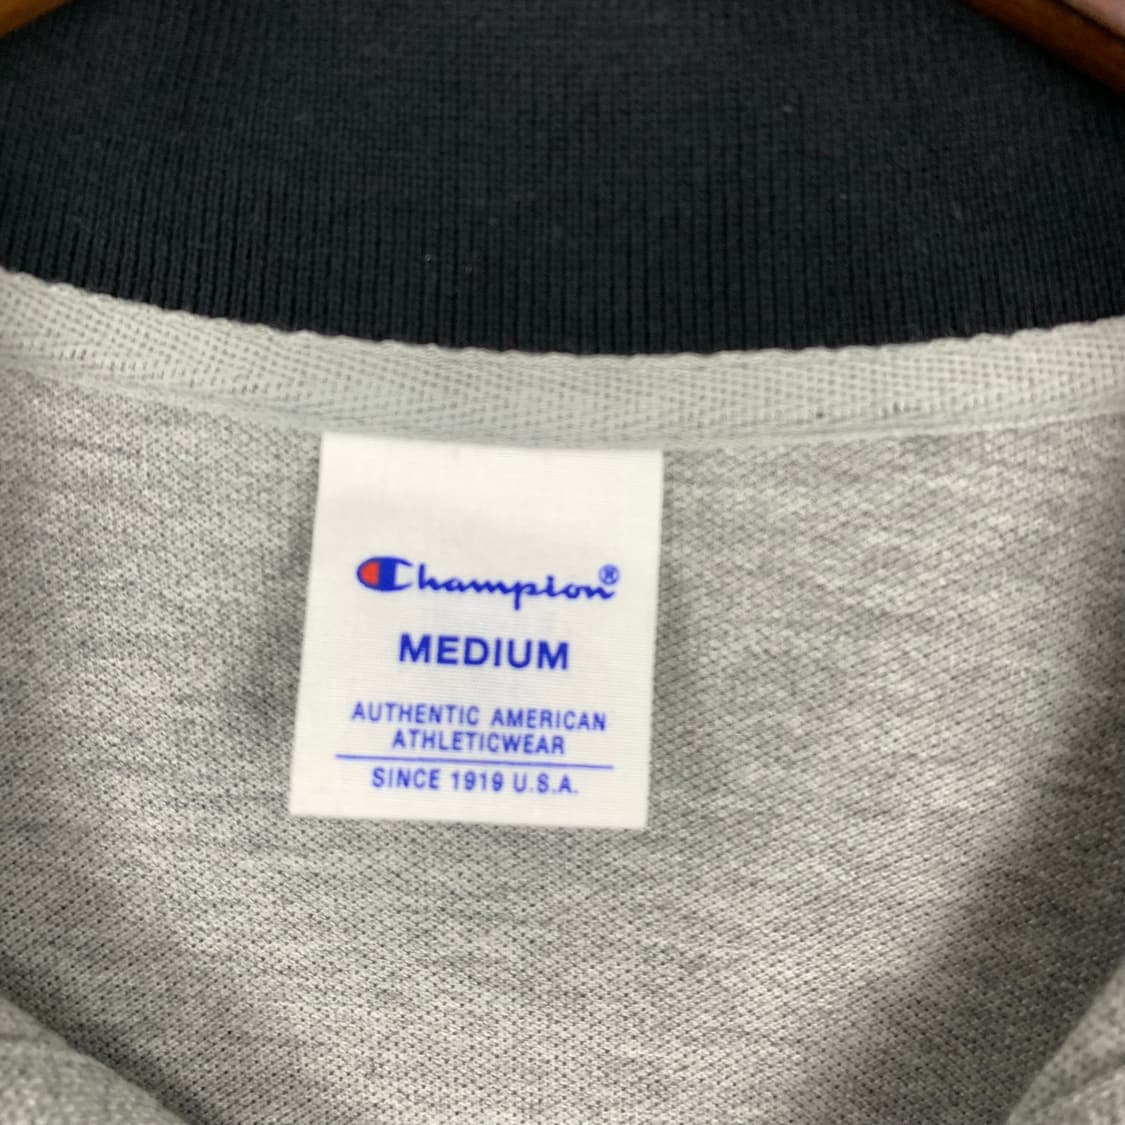 Champion®
MEDIUM
AUTHENTIC AMERICAN
ATHLETICWEAR
SINCE 1919 U.S.A.